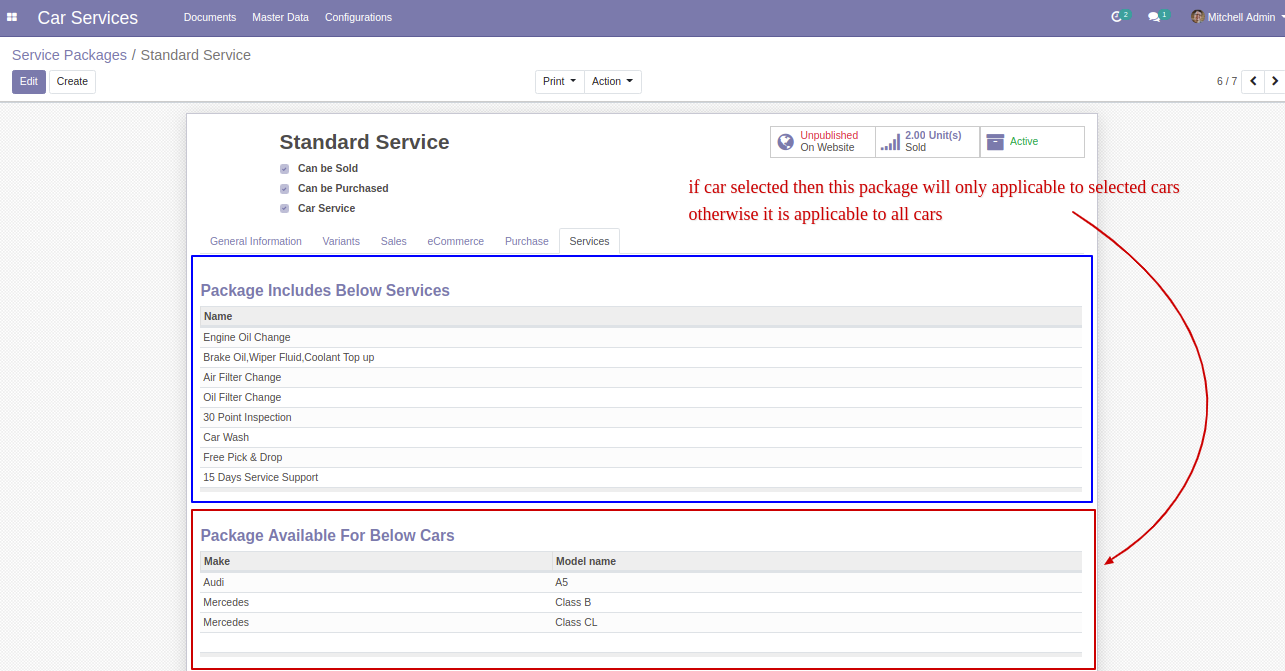 Car Services Documents Master Data Configurations 2 1 Mitchell Admin
Service Packages / Standard Service
Edit Create Print Action 6 / 7
Standard Service
Unpublished
On Website
2.00 Unit(s)
Sold
Active
Can be Sold
Can be Purchased
Car Service
if car selected then this package will only applicable to selected cars
otherwise it is applicable to all cars
General Information Variants Sales eCommerce Purchase Services
Package Includes Below Services
Name
Engine Oil Change
Brake Oil,Wiper Fluid,Coolant Top up
Air Filter Change
Oil Filter Change
30 Point Inspection
Car Wash
Free Pick & Drop
15 Days Service Support
Package Available For Below Cars
Make Model name
Audi A5
Mercedes Class B
Mercedes Class CL